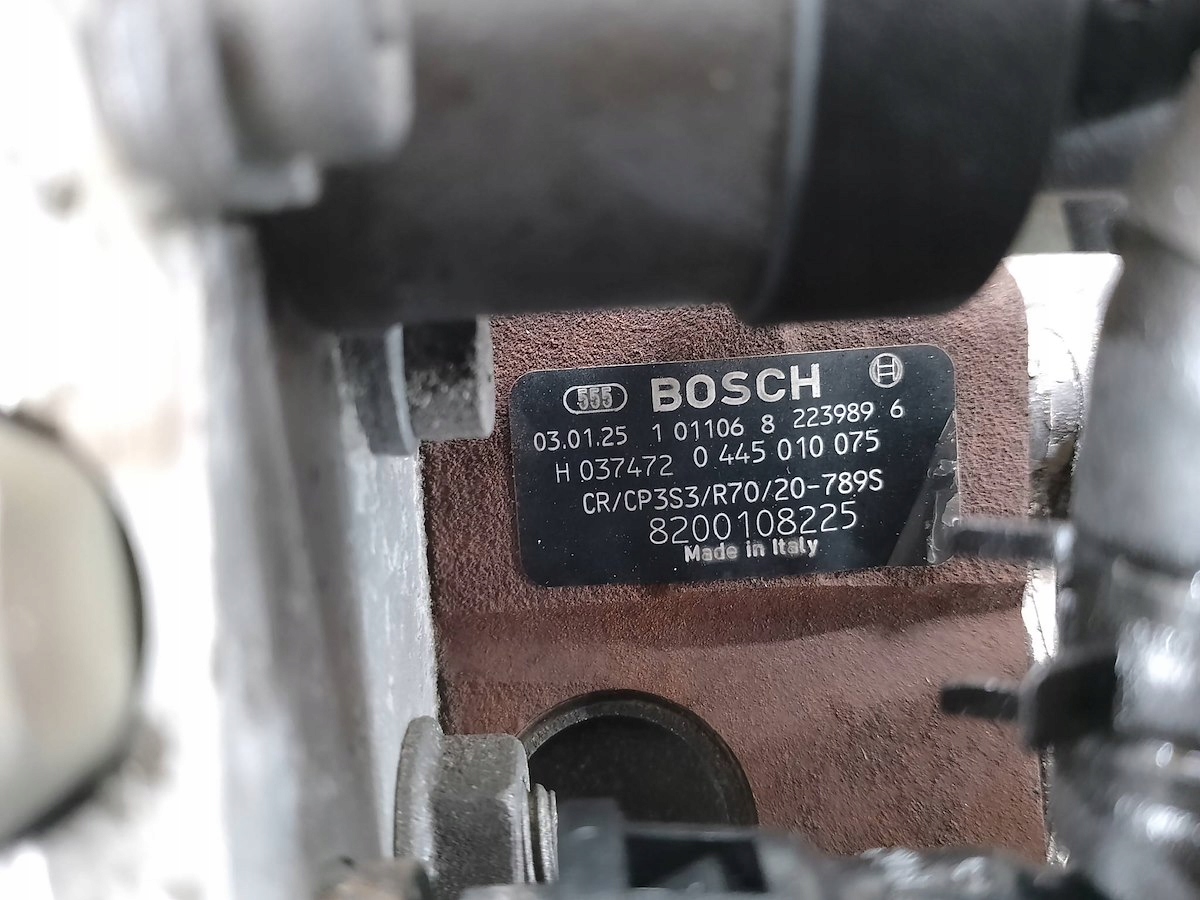 555 BOSCH
03.01.25 1 01106 8 223989 6
H 037472 0 445 010 075
CR/CP3S3/R70/20-789S
8200108225
Made in Italy